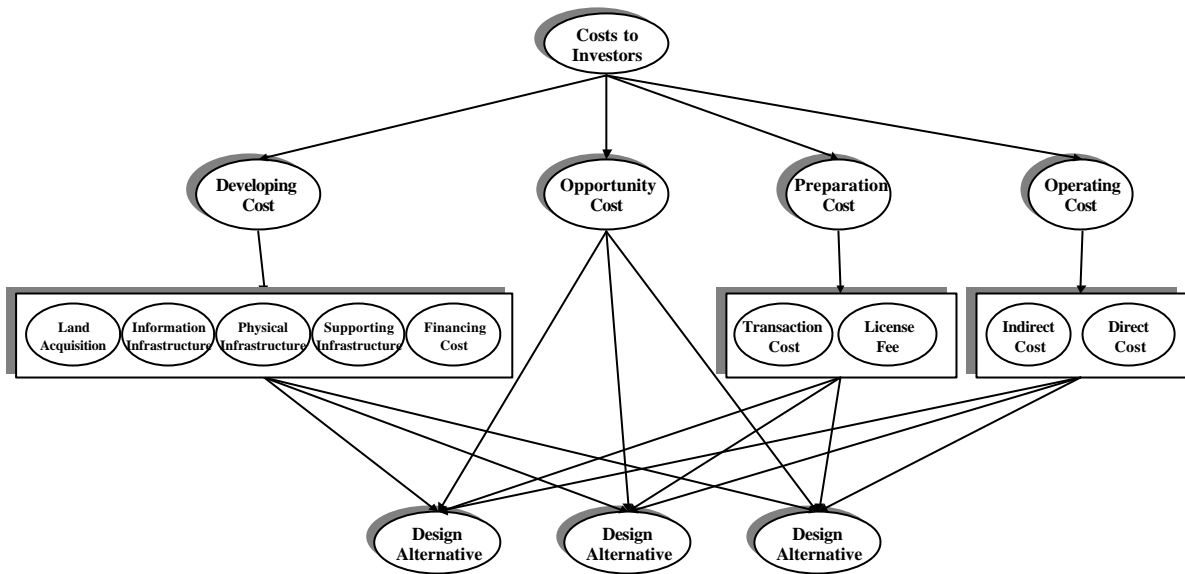 Costs to
Investors
Developing
Cost
Opportunity
Cost
Preparation
Cost
Operating
Cost
Land
Acquisition
Information
Infrastructure
Physical
Infrastructure
Supporting
Infrastructure
Financing
Cost
Transaction
Cost
License
Fee
Indirect
Cost
Direct
Cost
Design
Alternative
Design
Alternative
Design
Alternative